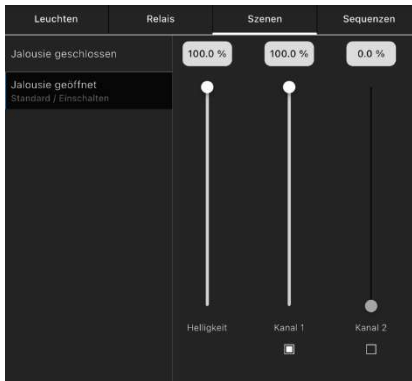 Leuchten Relais Szenen Sequenzen
Jalousie geschlossen
100.0 % 100.0 % 0.0 %
Jalousie geöffnet
Standard / Einschalten
Helligkeit Kanal 1 Kanal 2